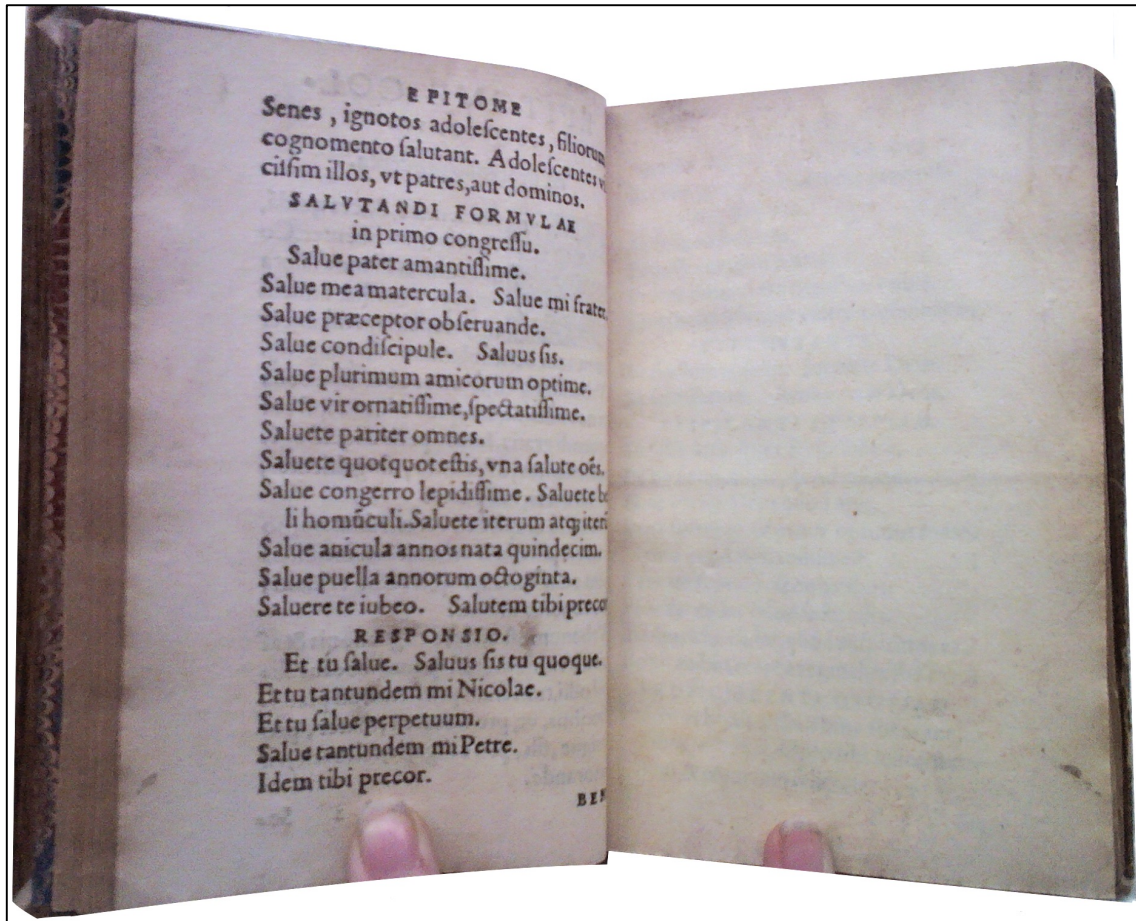 EPITOME
Senes, ignotos adoleſcentes, filiorum
cognomento ſalutant. Adoleſcentes
ciſſim illos, vt patres, aut dominos.
SALVTANDI FORMVLAE
in primo congreſſu.
Salue pater amantiſſime.
Salue mea matercula. Salue mi frater.
Salue præceptor obſeruande.
Salue condiſcipule. Saluus ſis.
Salue plurimum amicorum optime.
Salue vir ornatiſſime, ſpectatiſſime.
Saluete pariter omnes.
Saluete quotquot eſtis, vna ſalute oẽs.
Salue congerro lepidiſſime. Saluete be
li homũculi. Saluete iterum atqꝫ iterũ
Salue anicula annos nata quindecim.
Salue puella annorum octoginta.
Saluere te iubeo. Salutem tibi preco
RESPONSIO.
Et tu ſalue. Saluus ſis tu quoque.
Et tu tantundem mi Nicolae.
Et tu ſalue perpetuum.
Salue tantundem mi Petre.
Idem tibi precor.
BEN